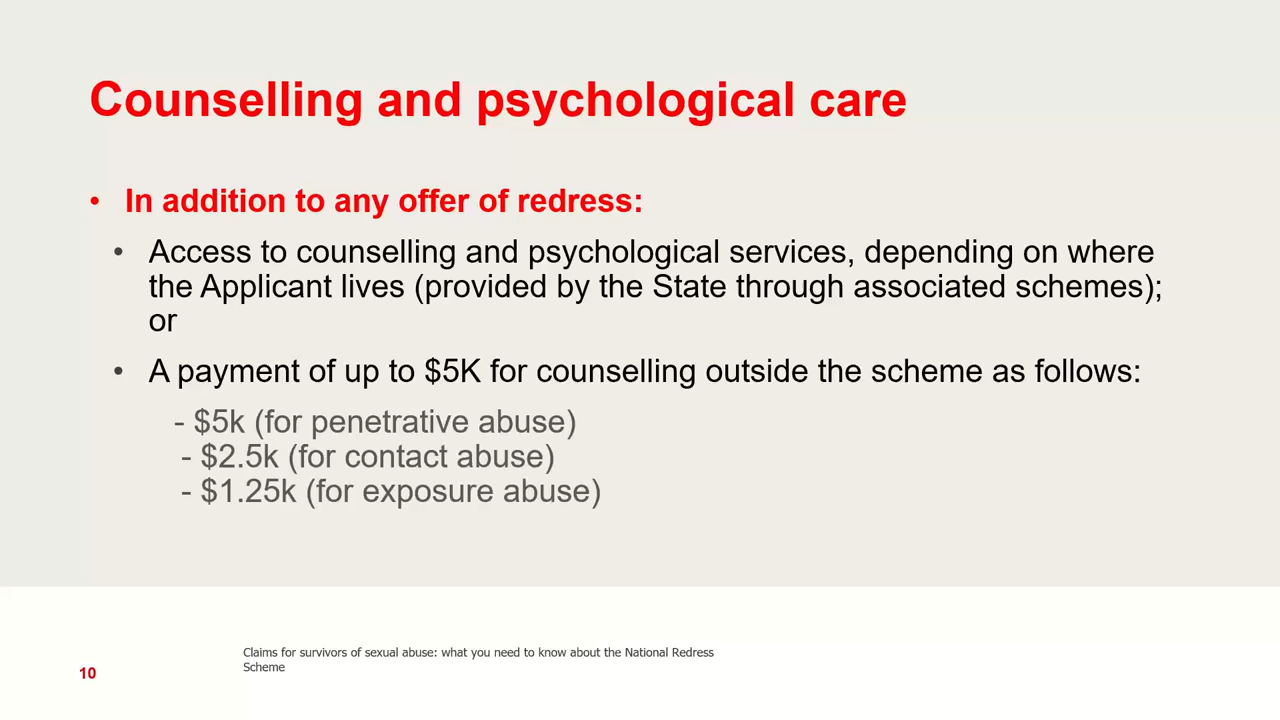 Counselling and psychological care
• In addition to any offer of redress:
• Access to counselling and psychological services, depending on where
the Applicant lives (provided by the State through associated schemes);
or
• A payment of up to $5K for counselling outside the scheme as follows:
- $5k (for penetrative abuse)
- $2.5k (for contact abuse)
- $1.25k (for exposure abuse)
Claims for survivors of sexual abuse: what you need to know about the National Redress
Scheme
10